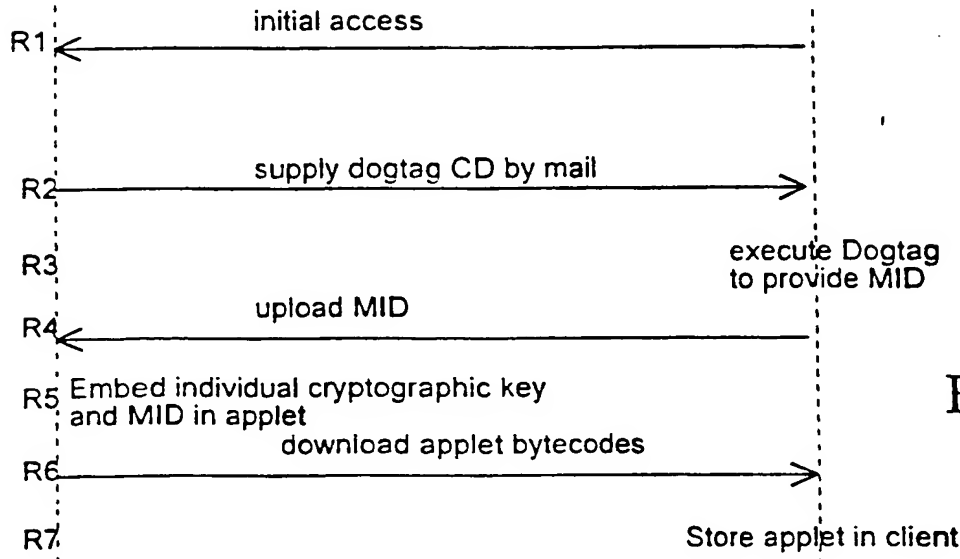 initial access
R1
supply dogtag CD by mail
R2
R3
execute Dogtag
to provide MID
upload MID
R4
R5 Embed individual cryptographic key
and MID in applet
download applet bytecodes
R6
R7
Store applet in client